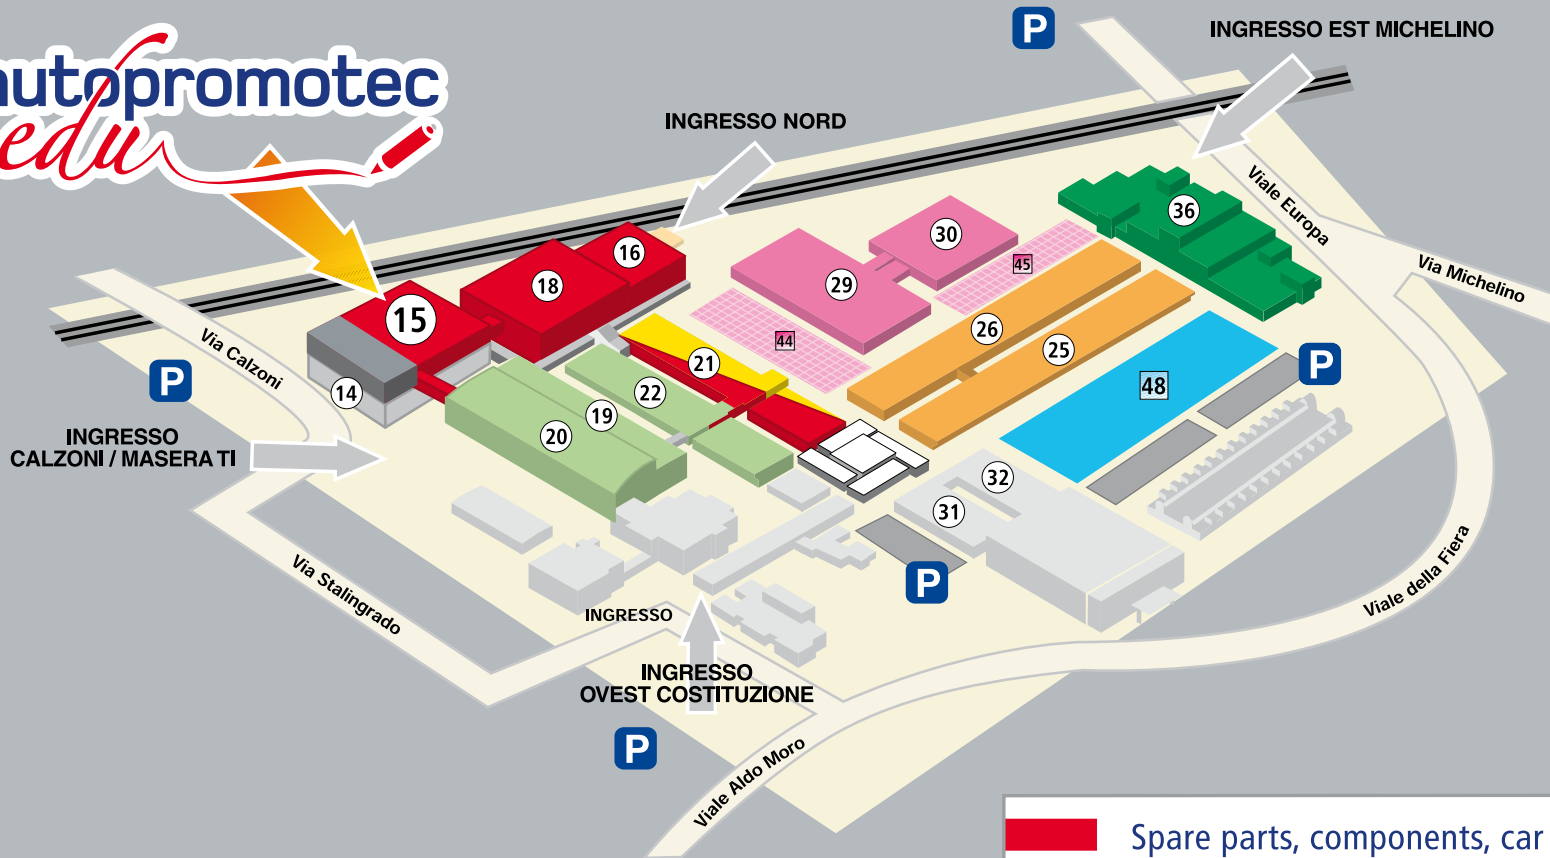 autopromotec
edu
P
INGRESSO EST MICHELINO
INGRESSO NORD
36
Viale Europa
30
45
16
18
29
Via Michelino
15
26
44
25
Via Calzoni
P
21
P
48
14
22
19
20
INGRESSO
CALZONI / MASERA TI
32
31
Via Stalingrado
P
Viale della Fiera
INGRESSO
INGRESSO
OVEST COSTITUZIONE
P
Viale Aldo Moro
Spare parts, components, car